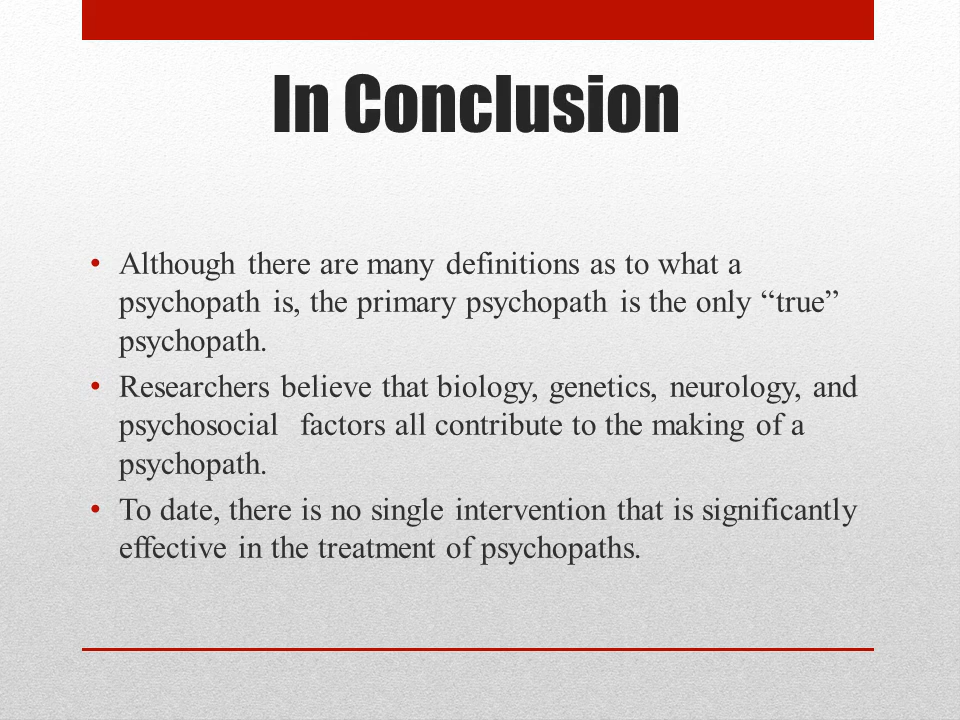 In Conclusion
• Although there are many definitions as to what a
psychopath is, the primary psychopath is the only “true”
psychopath.
• Researchers believe that biology, genetics, neurology, and
psychosocial  factors all contribute to the making of a
psychopath.
• To date, there is no single intervention that is significantly
effective in the treatment of psychopaths.